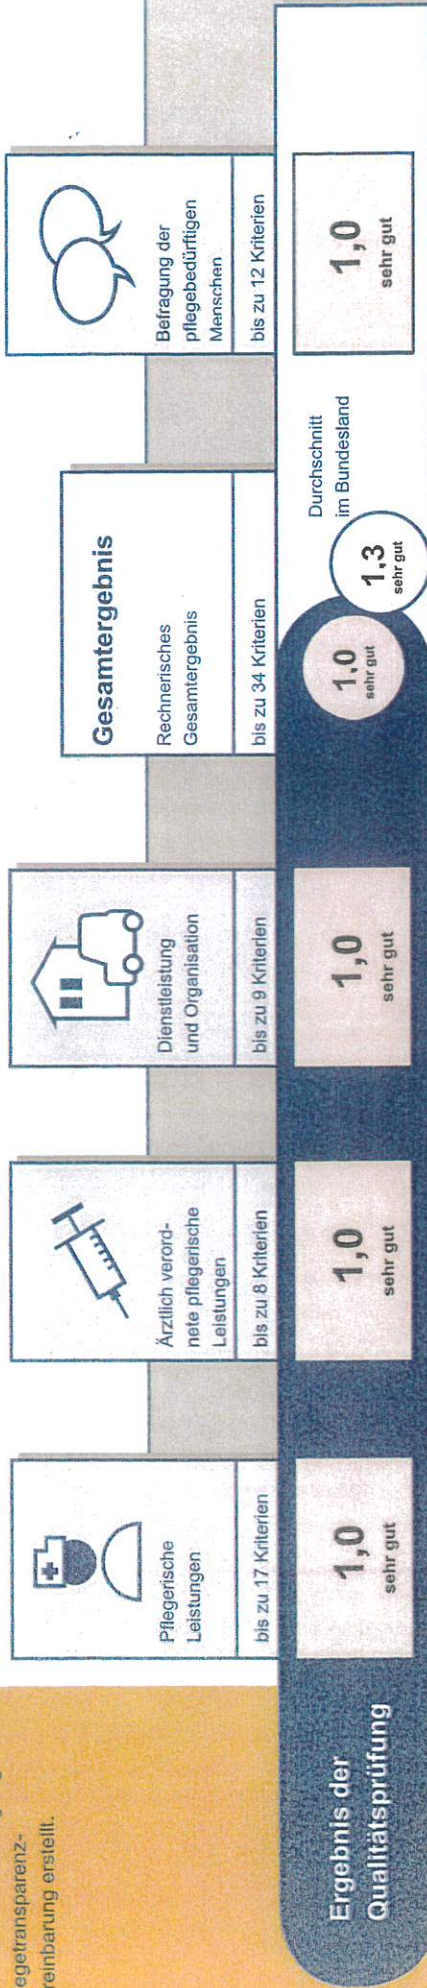 egetransparenz-
reinbarung erstellt.
Pflegerische
Leistungen
bis zu 17 Kriterien
Ärztlich verord-
nete pflegerische
Leistungen
bis zu 8 Kriterien
Dienstleistung
und Organisation
bis zu 9 Kriterien
Gesamtergebnis
Rechnerisches
Gesamtergebnis
bis zu 34 Kriterien
Befragung der
pflegebedürftigen
Menschen
bis zu 12 Kriterien
Ergebnis der
Qualitätsprüfung
1,0
sehr gut
1,0
sehr gut
1,0
sehr gut
1,0
sehr gut
1,3
sehr gut
Durchschnitt
im Bundesland
1,0
sehr gut